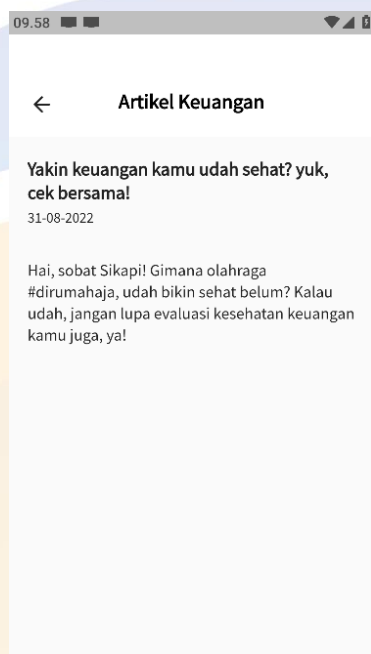 09.58
Artikel Keuangan
Yakin keuangan kamu udah sehat? yuk,
cek bersama!
31-08-2022
Hai, sobat Sikapi! Gimana olahraga
#dirumahaja, udah bikin sehat belum? Kalau
udah, jangan lupa evaluasi kesehatan keuangan
kamu juga, ya!